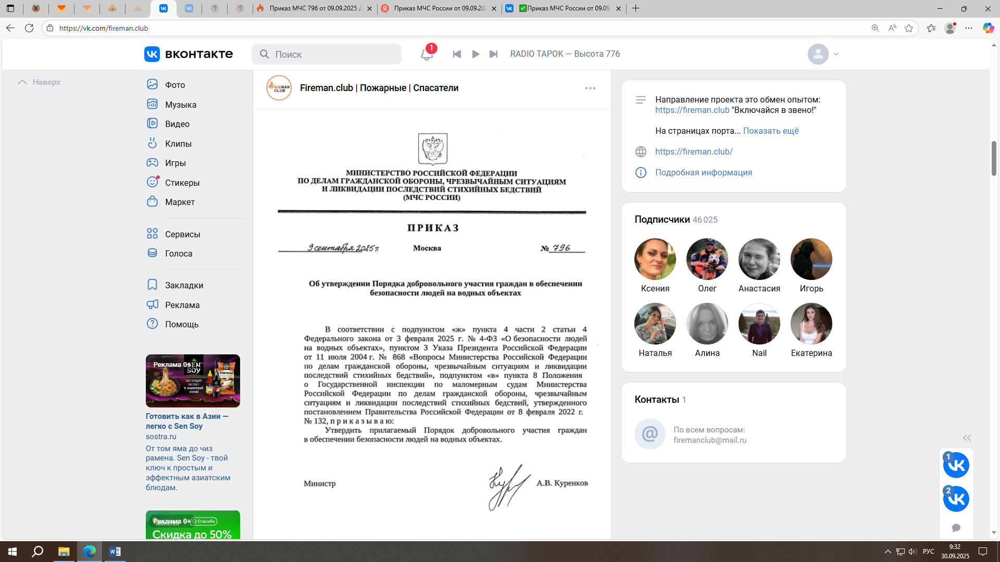 Приказ МЧС 796 от 09.09.2025
Приказ МЧС России от 09.09.202
Приказ МЧС России от 09.09.
https://vk.com/fireman.club
вконтакте
Поиск
1
RADIO TAPOK — Высота 776
Наверх
Фото
Музыка
Видео
Клипы
Игры
Стикеры
Маркет
Сервисы
Голоса
Закладки
Реклама
Помощь
Реклама 0+
SEN SOY
НАСТОЯЩИЙ
ЭКСПЕРТ
В АЗИАТСКОЙ
КУХНЕ
Готовить как в Азии —
легко с Sen Soy
sostra.ru
От том яма до чиз
рамена. Sen Soy - твой
ключ к простым и
эффектным азиатским
блюдам.
Реклама 0+
Спасибо
Скидка до 50%
FIREMAN
CLUB
Fireman.club | Пожарные | Спасатели
МИНИСТЕРСТВО РОССИЙСКОЙ ФЕДЕРАЦИИ
ПО ДЕЛАМ ГРАЖДАНСКОЙ ОБОРОНЫ, ЧРЕЗВЫЧАЙНЫМ СИТУАЦИЯМ
И ЛИКВИДАЦИИ ПОСЛЕДСТВИЙ СТИХИЙНЫХ БЕДСТВИЙ
(МЧС РОССИИ)
ПРИКАЗ
9 сентября 2025 г. Москва № 796
Об утверждении Порядка добровольного участия граждан в обеспечении
безопасности людей на водных объектах
В соответствии с подпунктом «ж» пункта 4 части 2 статьи 4
Федерального закона от 3 февраля 2025 г. № 4-ФЗ «О безопасности людей
на водных объектах», пунктом 3 Указа Президента Российской Федерации
от 11 июля 2004 г. № 868 «Вопросы Министерства Российской Федерации
по делам гражданской обороны, чрезвычайным ситуациям и ликвидации
последствий стихийных бедствий», подпунктом «в» пункта 8 Положения
о Государственной инспекции по маломерным судам Министерства
Российской Федерации по делам гражданской обороны, чрезвычайным
ситуациям и ликвидации последствий стихийных бедствий, утвержденного
постановлением Правительства Российской Федерации от 8 февраля 2022 г.
№ 132, п р и к а з ы в а ю:
Утвердить прилагаемый Порядок добровольного участия граждан
в обеспечении безопасности людей на водных объектах.
Министр А.В. Куренков
Направление проекта это обмен опытом:
https://fireman.club "Включайся в звено!"
На страницах порта... Показать ещё
https://fireman.club/
Подробная информация
Подписчики 46 025
Ксения Олег Анастасия Игорь
Наталья Алина Nail Екатерина
Контакты 1
По всем вопросам:
firemanclub@mail.ru
1
2
РУС
9:32
30.09.2025